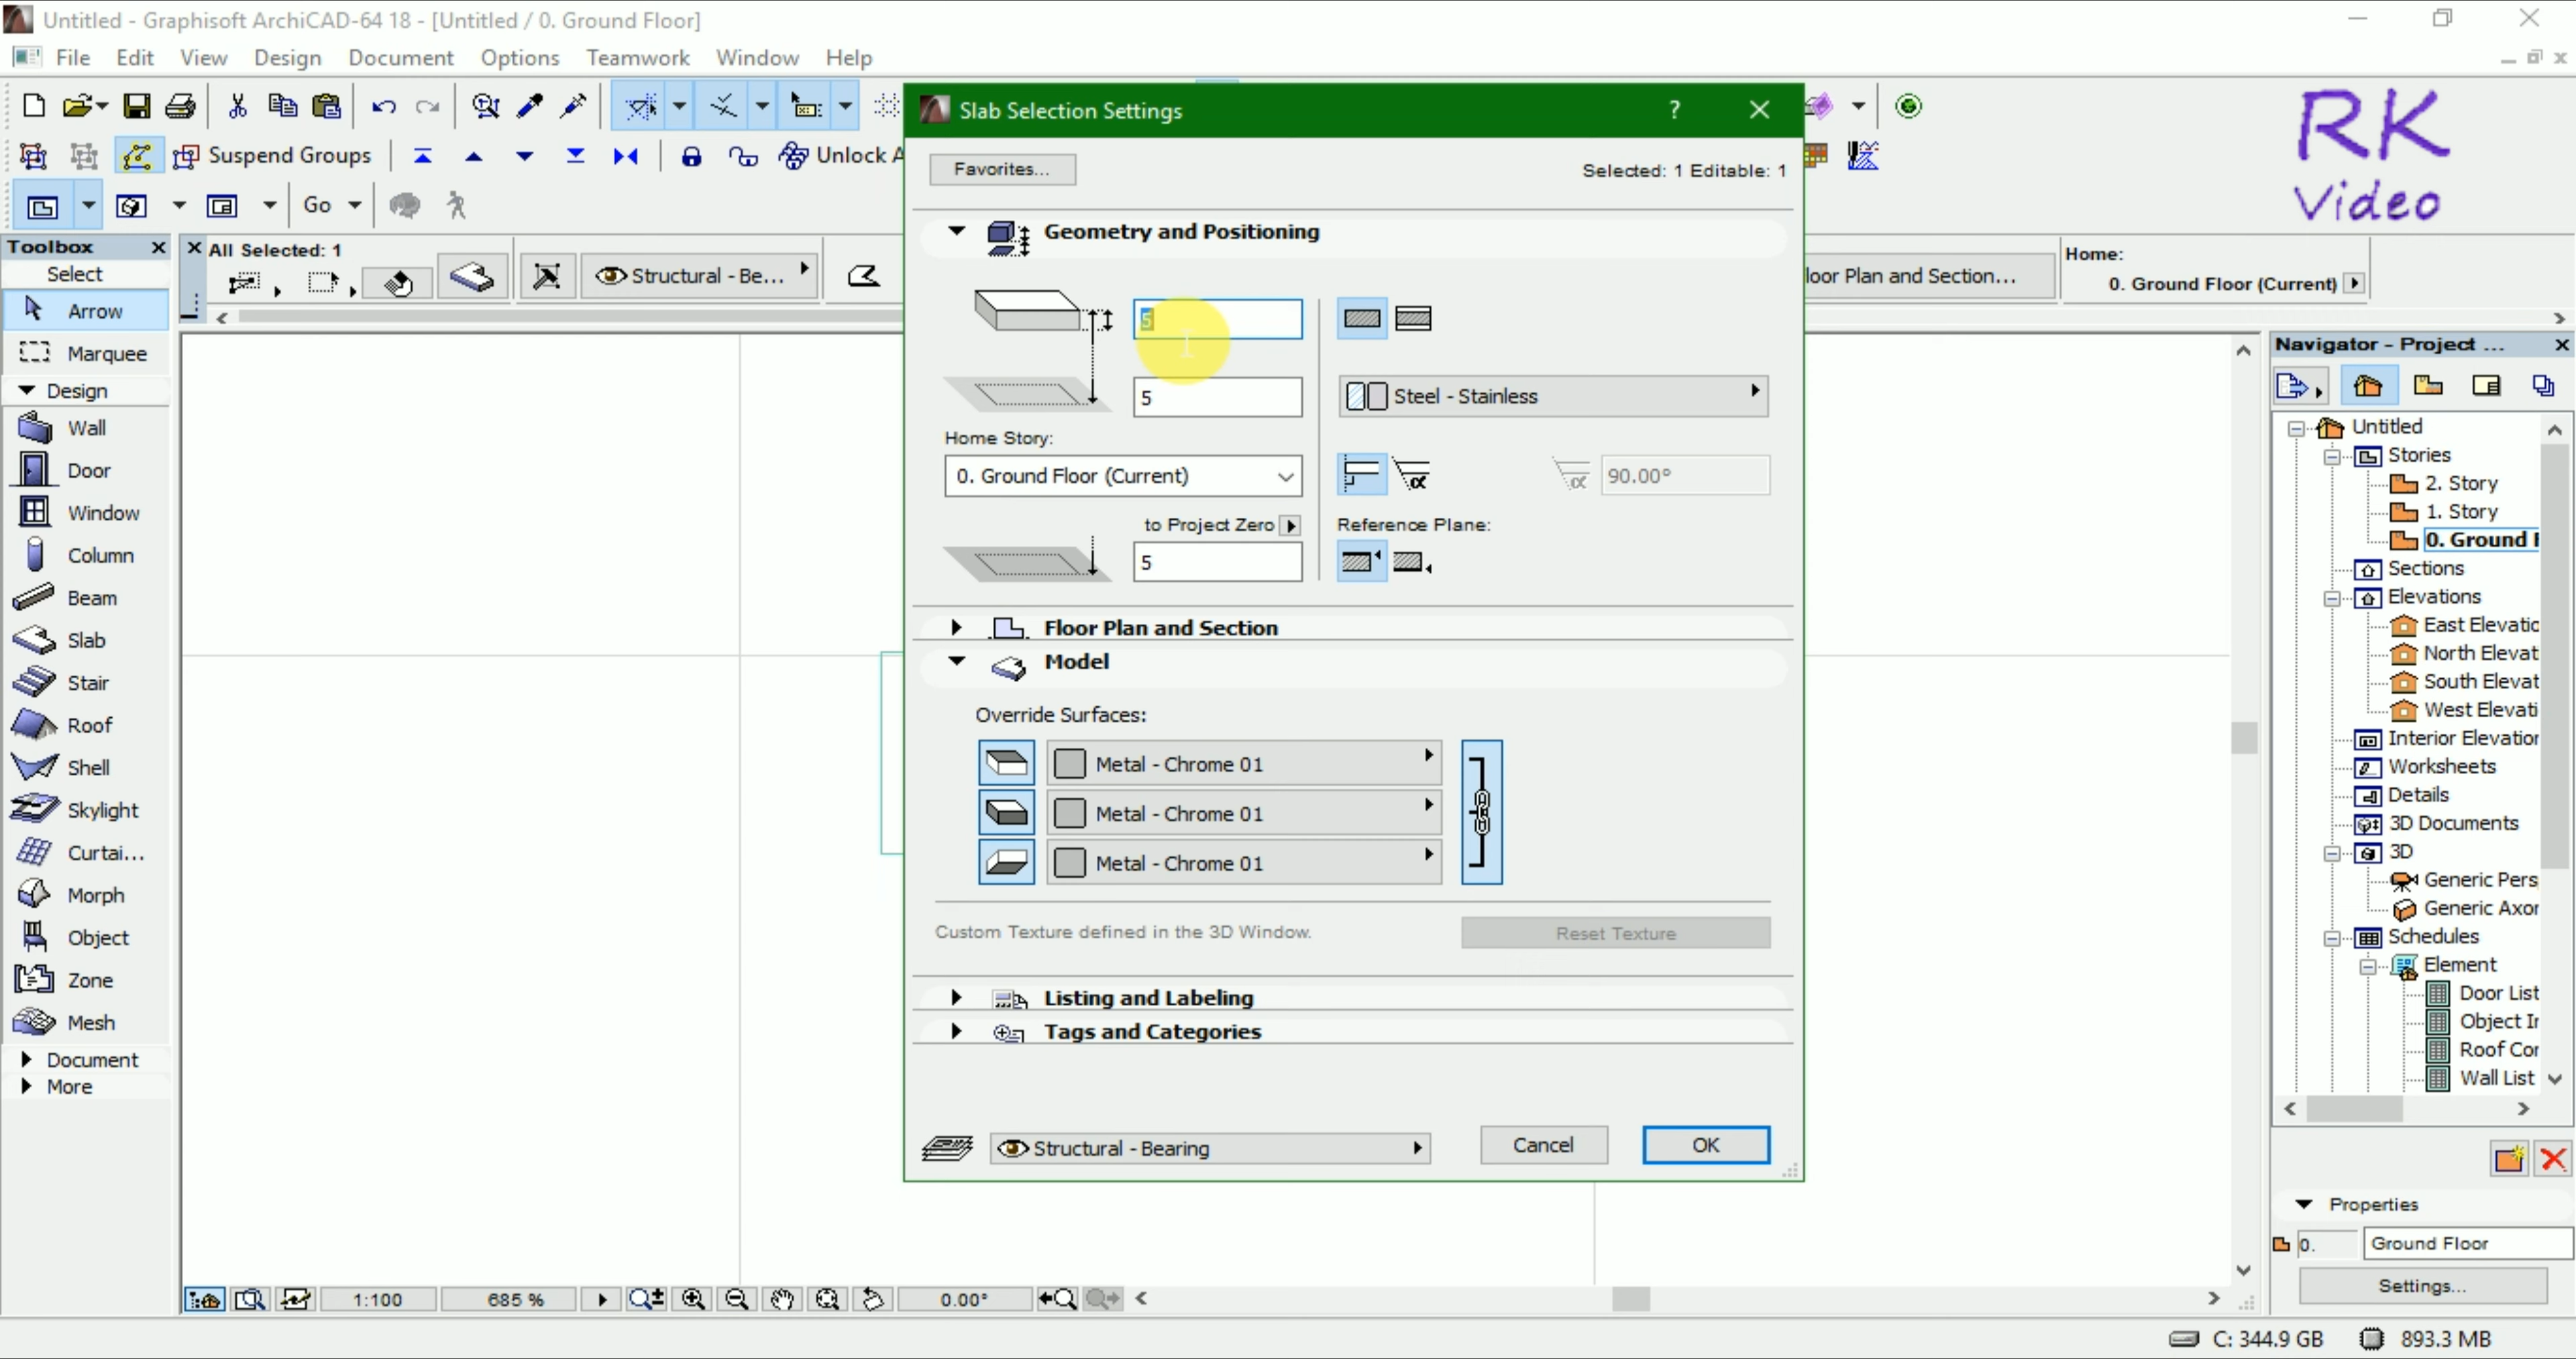 Untitled - Graphisoft ArchiCAD-64 18 - [Untitled / 0. Ground Floor]
File Edit View Design Document Options Teamwork Window Help
Suspend Groups
Unlock A
Go
RK
Video
Toolbox
Select
Arrow
Marquee
Design
Wall
Door
Window
Column
Beam
Slab
Stair
Roof
Shell
Skylight
Curtai...
Morph
Object
Zone
Mesh
Document
More
All Selected: 1
Structural - Be...
loor Plan and Section...
Home:
0. Ground Floor (Current)
Slab Selection Settings
?
Favorites...
Selected: 1 Editable: 1
Geometry and Positioning
5
5
Steel - Stainless
Home Story:
0. Ground Floor (Current)
α
α
90.00°
to Project Zero
Reference Plane:
5
Floor Plan and Section
Model
Override Surfaces:
Metal - Chrome 01
Metal - Chrome 01
Metal - Chrome 01
Custom Texture defined in the 3D Window.
Reset Texture
Listing and Labeling
Tags and Categories
Structural - Bearing
Cancel
OK
Navigator - Project ...
Untitled
Stories
2. Story
1. Story
0. Ground F
Sections
Elevations
East Elevatio
North Elevat
South Elevat
West Elevati
Interior Elevation
Worksheets
Details
3D Documents
3D
Generic Pers
Generic Axor
Schedules
Element
Door List
Object Ir
Roof Cor
Wall List
Properties
0.
Ground Floor
Settings...
1:100
685 %
0.00°
C: 344.9 GB
893.3 MB